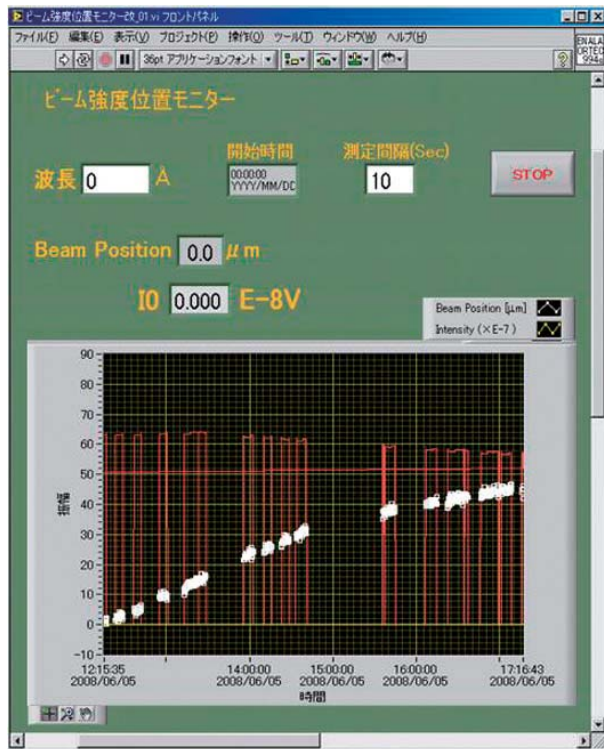 ビーム強度位置モニター改_01.vi フロントパネル
ファイル(F) 編集(E) 表示(V) プロジェクト(P) 操作(O) ツール(T) ウィンドウ(W) ヘルプ(H)
36pt アプリケーションフォント
ENALA
ORTEC
994s
ビーム強度位置モニター
開始時間 測定間隔(Sec)
波長 0 Å 00:00:00 10 STOP
YYYY/MM/DC
Beam Position 0.0 μm
I0 0.000 E-8V
Beam Position [μm]
Intensity (×E-7)
90
80
70
60
50
40
30
20
10
0
-10
振幅
12:15:35 14:00:00 15:00:00 16:00:00 17:16:43
2008/06/05 2008/06/05 2008/06/05 2008/06/05 2008/06/05
時間